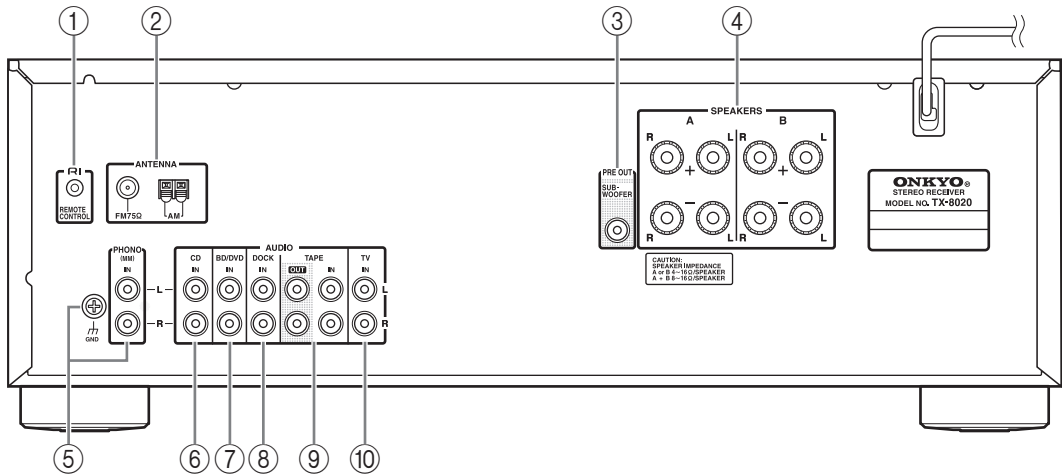 ① ② ③ ④
SPEAKERS
A B
R L R L
+ +
− −
R L R L
PRE OUT
SUB-
WOOFER
RI
REMOTE
CONTROL
ANTENNA
FM75Ω AM
ONKYO®
STEREO RECEIVER
MODEL NO. TX-8020
CAUTION:
SPEAKER IMPEDANCE
A or B 4~16Ω/SPEAKER
A + B 8~16Ω/SPEAKER
PHONO
(MM)
IN
GND
AUDIO
CD BD/DVD DOCK TAPE TV
IN IN IN OUT IN IN
L L
R R
⑤ ⑥ ⑦ ⑧ ⑨ ⑩